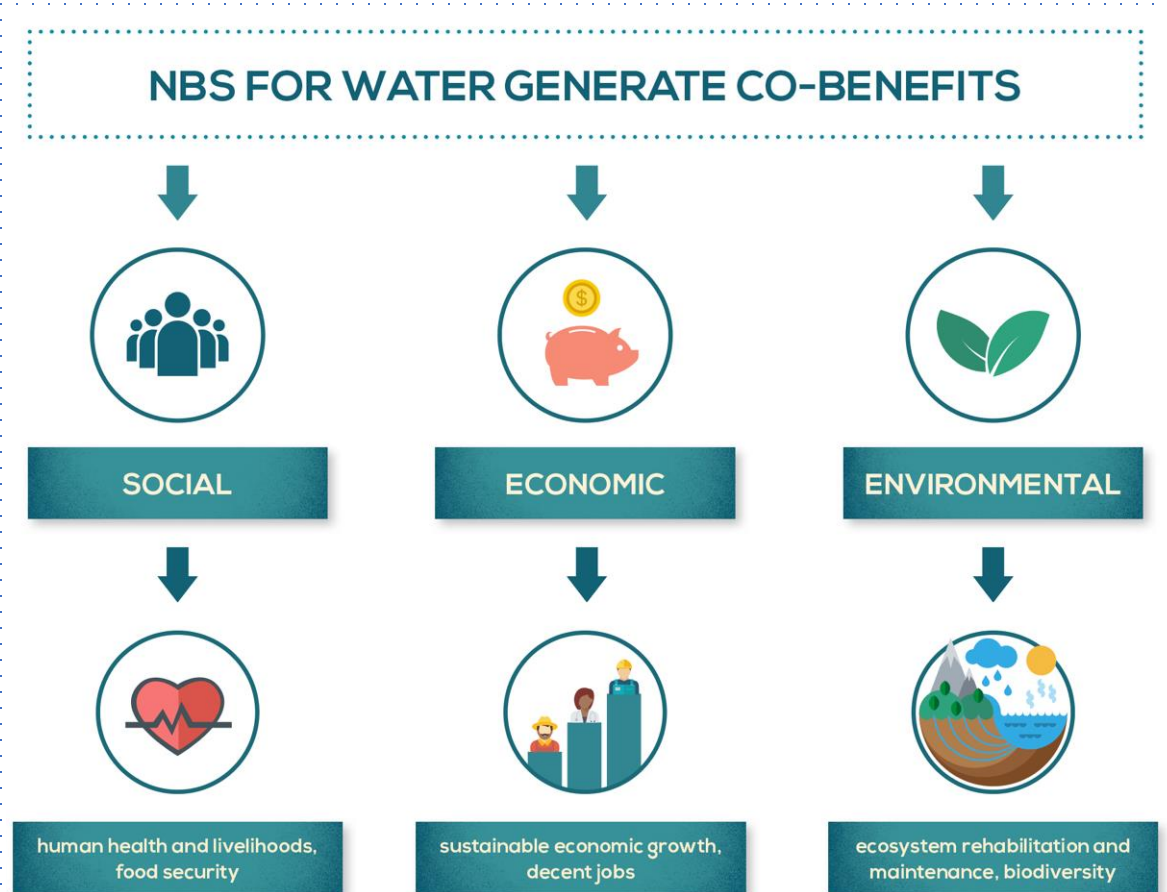 NBS FOR WATER GENERATE CO-BENEFITS
$
SOCIAL
ECONOMIC
ENVIRONMENTAL
human health and livelihoods,
food security
sustainable economic growth,
decent jobs
ecosystem rehabilitation and
maintenance, biodiversity